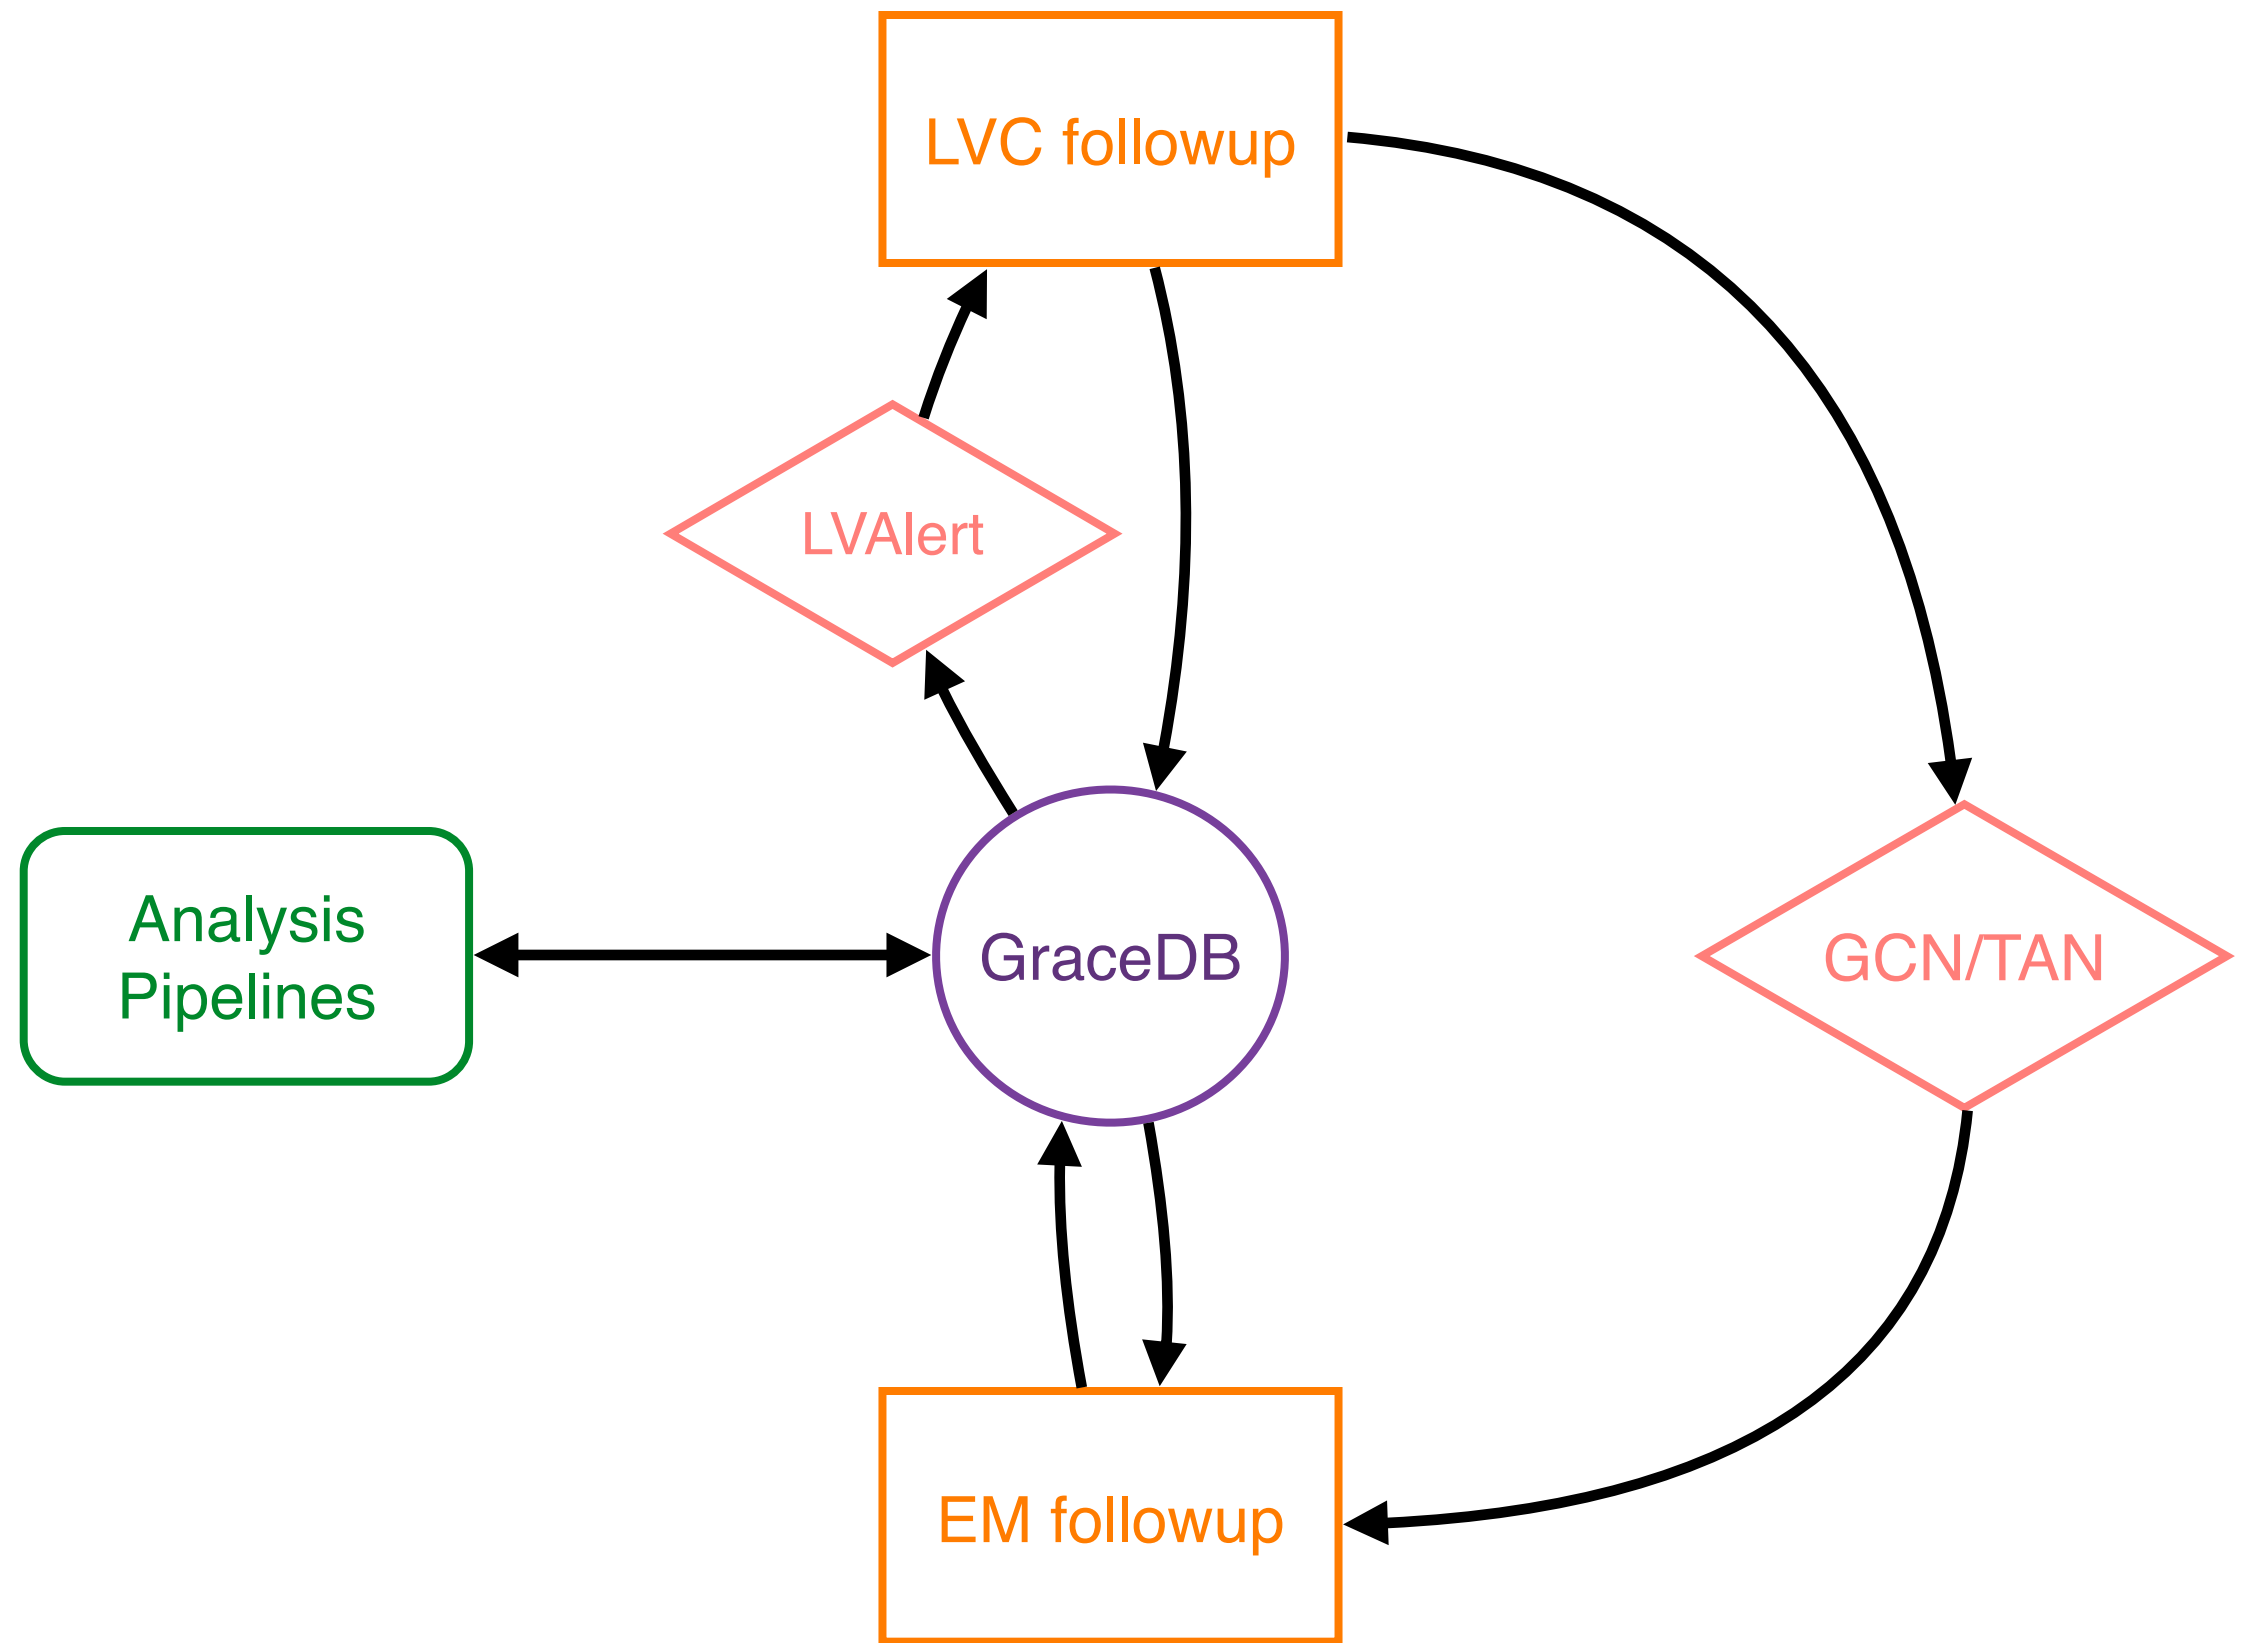 LVC followup
LVAlert
Analysis
Pipelines
GraceDB
GCN/TAN
EM followup